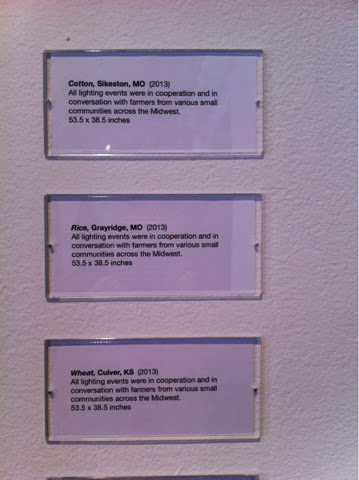 Cotton, Sikeston, MO (2013)
All lighting events were in cooperation and in
conversation with farmers from various small
communities across the Midwest.
53.5 x 38.5 inches
Rice, Grayridge, MO (2013)
All lighting events were in cooperation and in
conversation with farmers from various small
communities across the Midwest.
53.5 x 38.5 inches
Wheat, Culver, KS (2013)
All lighting events were in cooperation and in
conversation with farmers from various small
communities across the Midwest.
53.5 x 38.5 inches